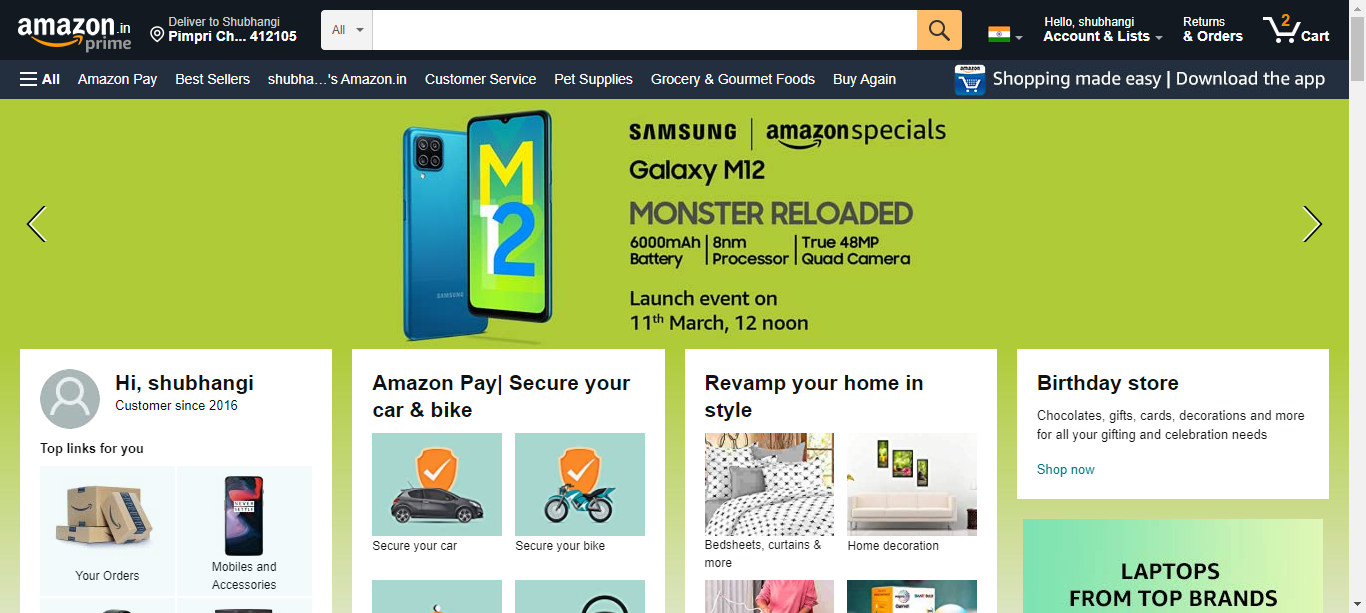 amazon.in
prime
Deliver to Shubhangi
Pimpri Ch... 412105
All
Hello, shubhangi
Account & Lists
Returns
& Orders
2
Cart
All
Amazon Pay
Best Sellers
shubha...'s Amazon.in
Customer Service
Pet Supplies
Grocery & Gourmet Foods
Buy Again
amazon
Shopping made easy | Download the app
M
12
SAMSUNG
SAMSUNG | amazonspecials
Galaxy M12
MONSTER RELOADED
6000mAh | 8nm | True 48MP
Battery | Processor | Quad Camera
Launch event on
11th March, 12 noon
Hi, shubhangi
Customer since 2016
Top links for you
Your Orders
Mobiles and
Accessories
Amazon Pay| Secure your
car & bike
Secure your car
Secure your bike
Revamp your home in
style
Bedsheets, curtains &
more
Home decoration
Birthday store
Chocolates, gifts, cards, decorations and more
for all your gifting and celebration needs
Shop now
LAPTOPS
FROM TOP BRANDS